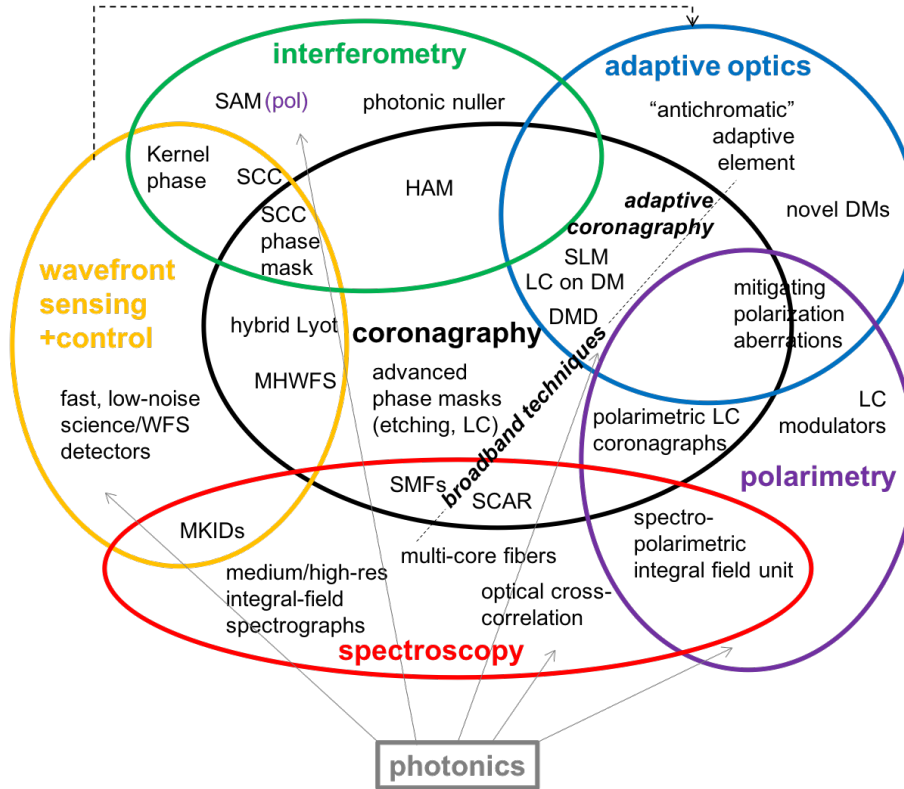 interferometry
adaptive optics
SAM (pol)
photonic nuller
"antichromatic"
adaptive
element
Kernel
phase
SCC
HAM
adaptive
coronagraphy
novel DMs
SCC
phase
mask
SLM
LC on DM
DMD
wavefront
sensing
+control
mitigating
polarization
aberrations
hybrid Lyot
coronagraphy
MHWFS
advanced
phase masks
(etching, LC)
broadband techniques
fast, low-noise
science/WFS
detectors
polarimetric LC
coronagraphs
LC
modulators
polarimetry
SMFs
SCAR
MKIDs
multi-core fibers
spectro-
polarimetric
integral field unit
medium/high-res
integral-field
spectrographs
optical cross-
correlation
spectroscopy
photonics